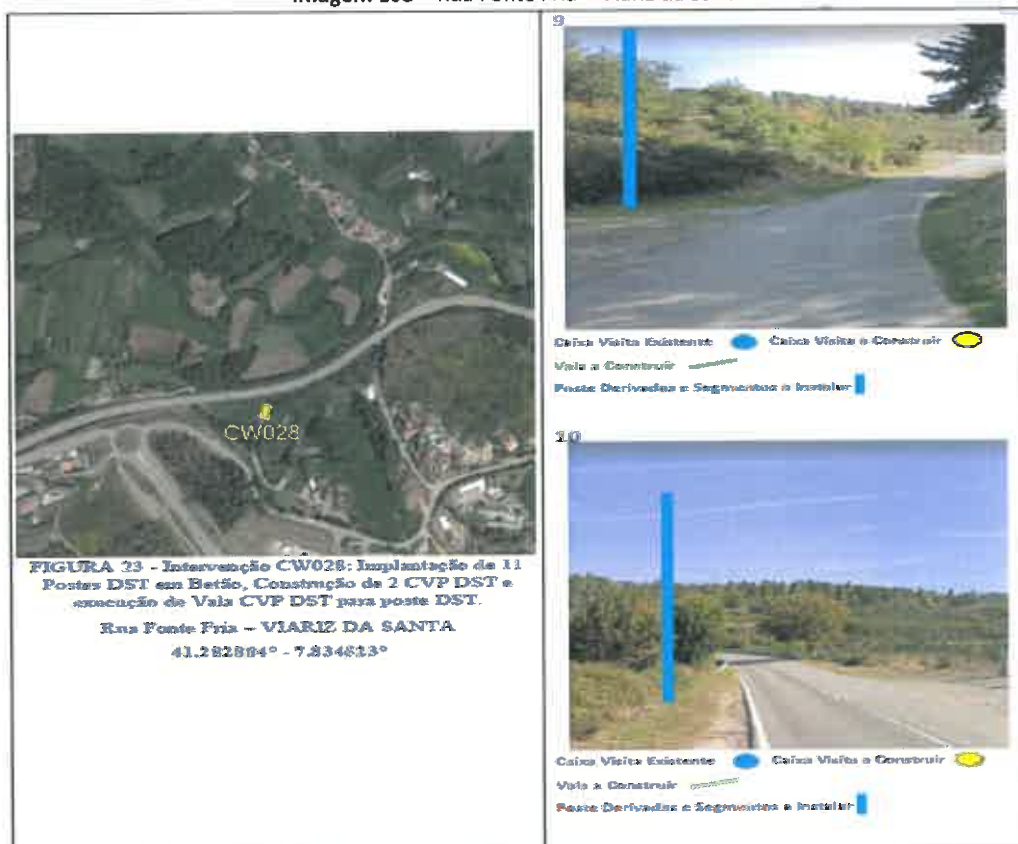 CW028
FIGURA 23 - Intervenção CW028: Implantação de 11
Postes DST em Betão, Construção de 2 CVP DST e
execução de Vala CVP DST para poste DST.
Rua Fonte Fria – VIARIZ DA SANTA
9
Caixa Visita Existente Caixa Visita a Construir
Vala a Construir
Poste Derivados e Segmentos a Instalar
10
Caixa Visita Existente Caixa Visita a Construir
Vala a Construir
Poste Derivados e Segmentos a Instalar